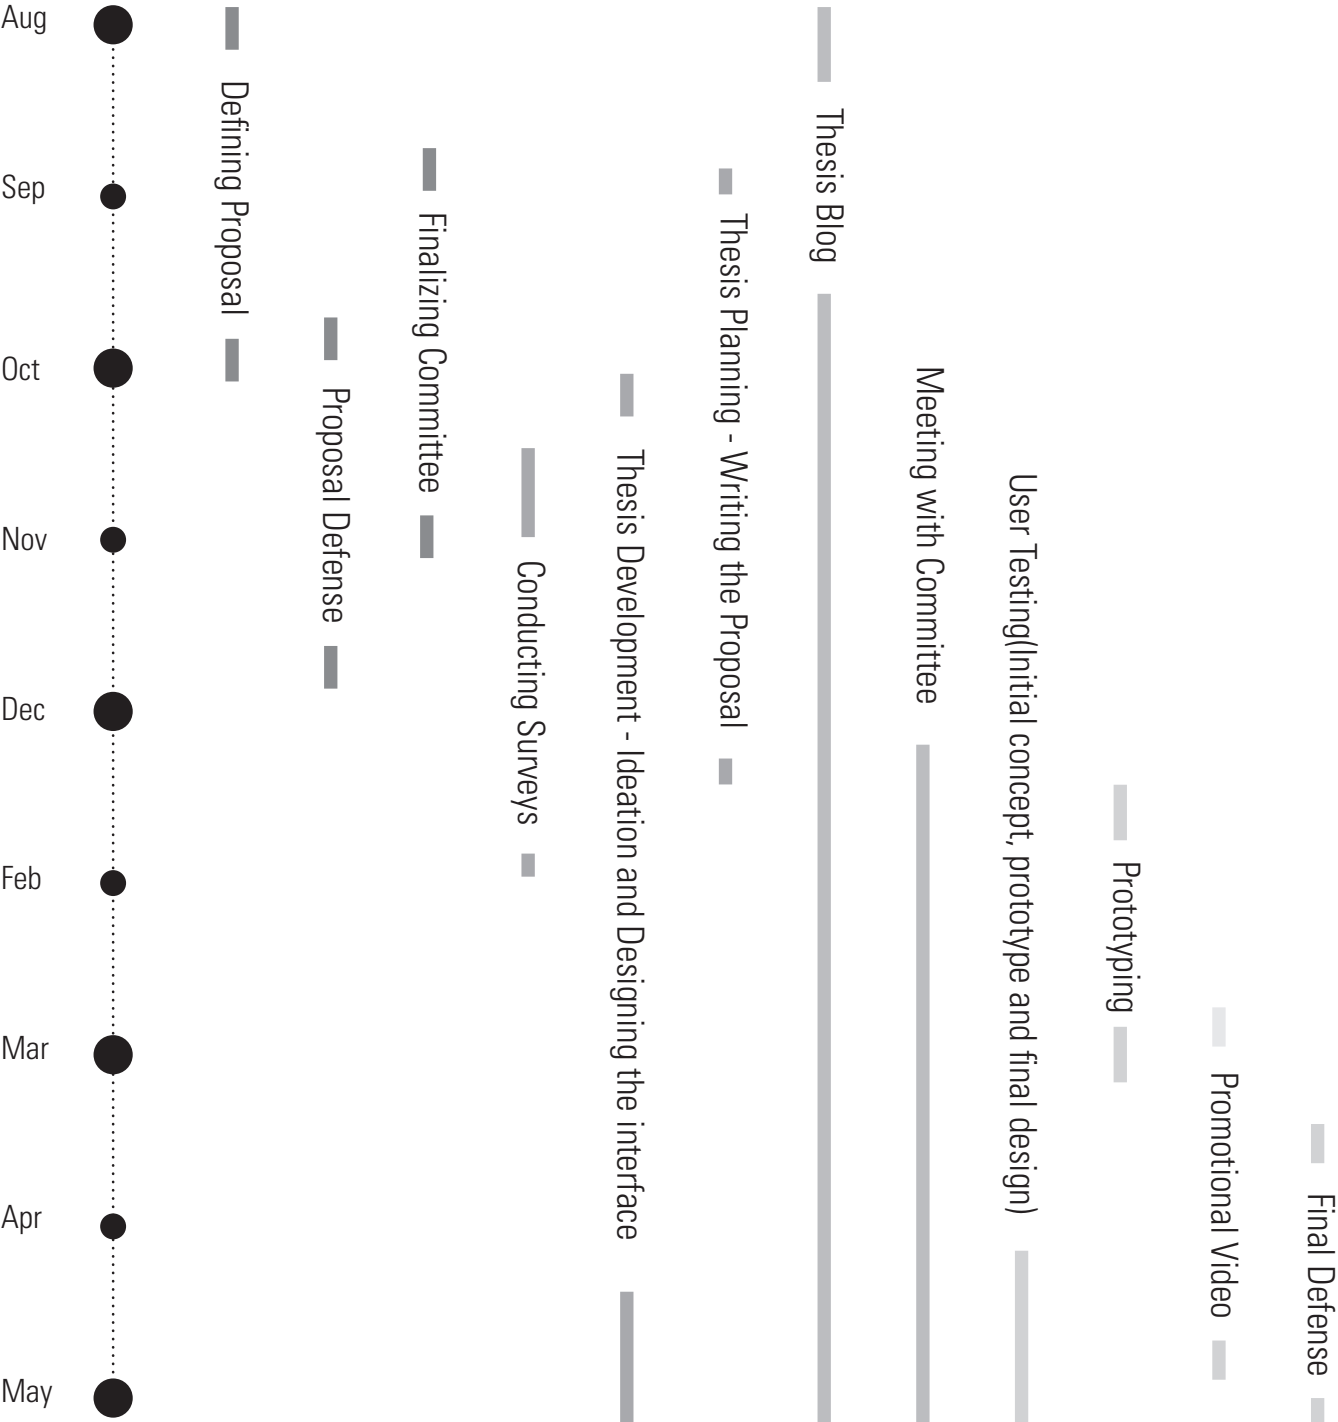 Aug
Sep
Oct
Nov
Dec
Feb
Mar
Apr
May
Defining Proposal
Proposal Defense
Finalizing Committee
Conducting Surveys
Thesis Development - Ideation and Designing the interface
Thesis Planning - Writing the Proposal
Thesis Blog
Meeting with Committee
User Testing(Initial concept, prototype and final design)
Prototyping
Promotional Video
Final Defense